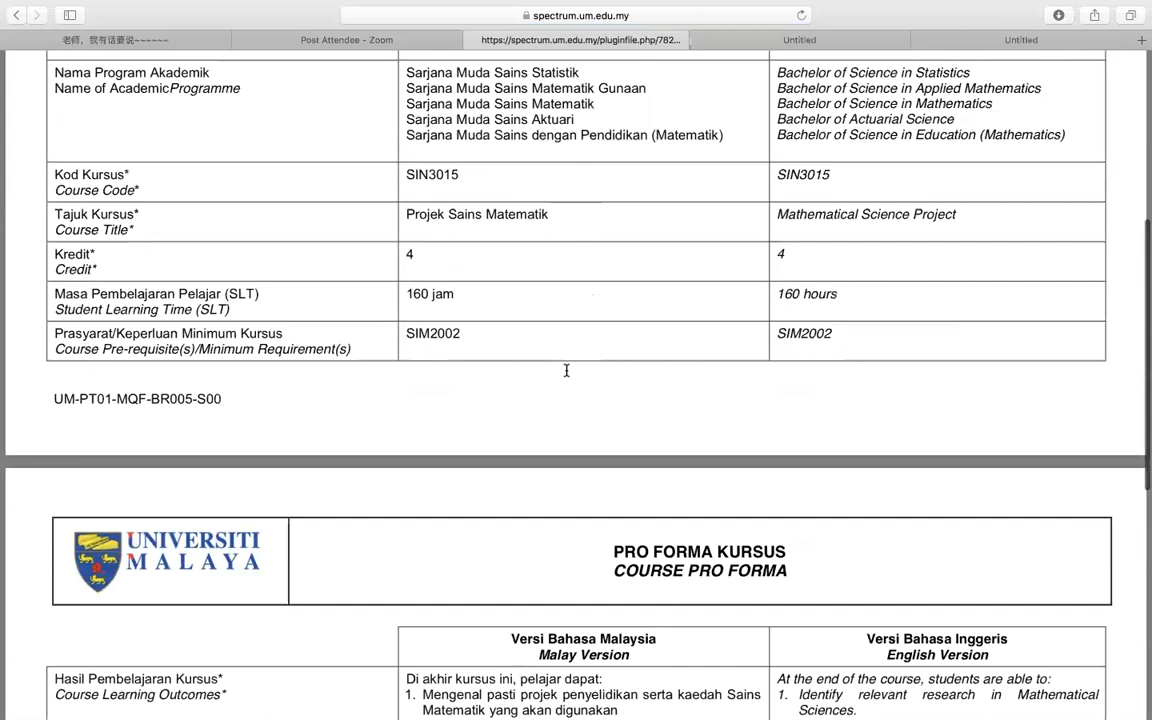 spectrum.um.edu.my
老师，我有话要说~~~~~~
Post Attendee - Zoom
https://spectrum.um.edu.my/pluginfile.php/782...
Untitled
Untitled
Nama Program Akademik
Name of AcademicProgramme
Sarjana Muda Sains Statistik
Sarjana Muda Sains Matematik Gunaan
Sarjana Muda Sains Matematik
Sarjana Muda Sains Aktuari
Sarjana Muda Sains dengan Pendidikan (Matematik)
Bachelor of Science in Statistics
Bachelor of Science in Applied Mathematics
Bachelor of Science in Mathematics
Bachelor of Actuarial Science
Bachelor of Science in Education (Mathematics)
Kod Kursus*
Course Code*
SIN3015
SIN3015
Tajuk Kursus*
Course Title*
Projek Sains Matematik
Mathematical Science Project
Kredit*
Credit*
4
4
Masa Pembelajaran Pelajar (SLT)
Student Learning Time (SLT)
160 jam
160 hours
Prasyarat/Keperluan Minimum Kursus
Course Pre-requisite(s)/Minimum Requirement(s)
SIM2002
SIM2002
UM-PT01-MQF-BR005-S00
UNIVERSITI
MALAYA
PRO FORMA KURSUS
COURSE PRO FORMA
Versi Bahasa Malaysia
Malay Version
Versi Bahasa Inggeris
English Version
Hasil Pembelajaran Kursus*
Course Learning Outcomes*
Di akhir kursus ini, pelajar dapat:
1. Mengenal pasti projek penyelidikan serta kaedah Sains
Matematik yang akan digunakan
At the end of the course, students are able to:
1. Identify relevant research in Mathematical
Sciences.